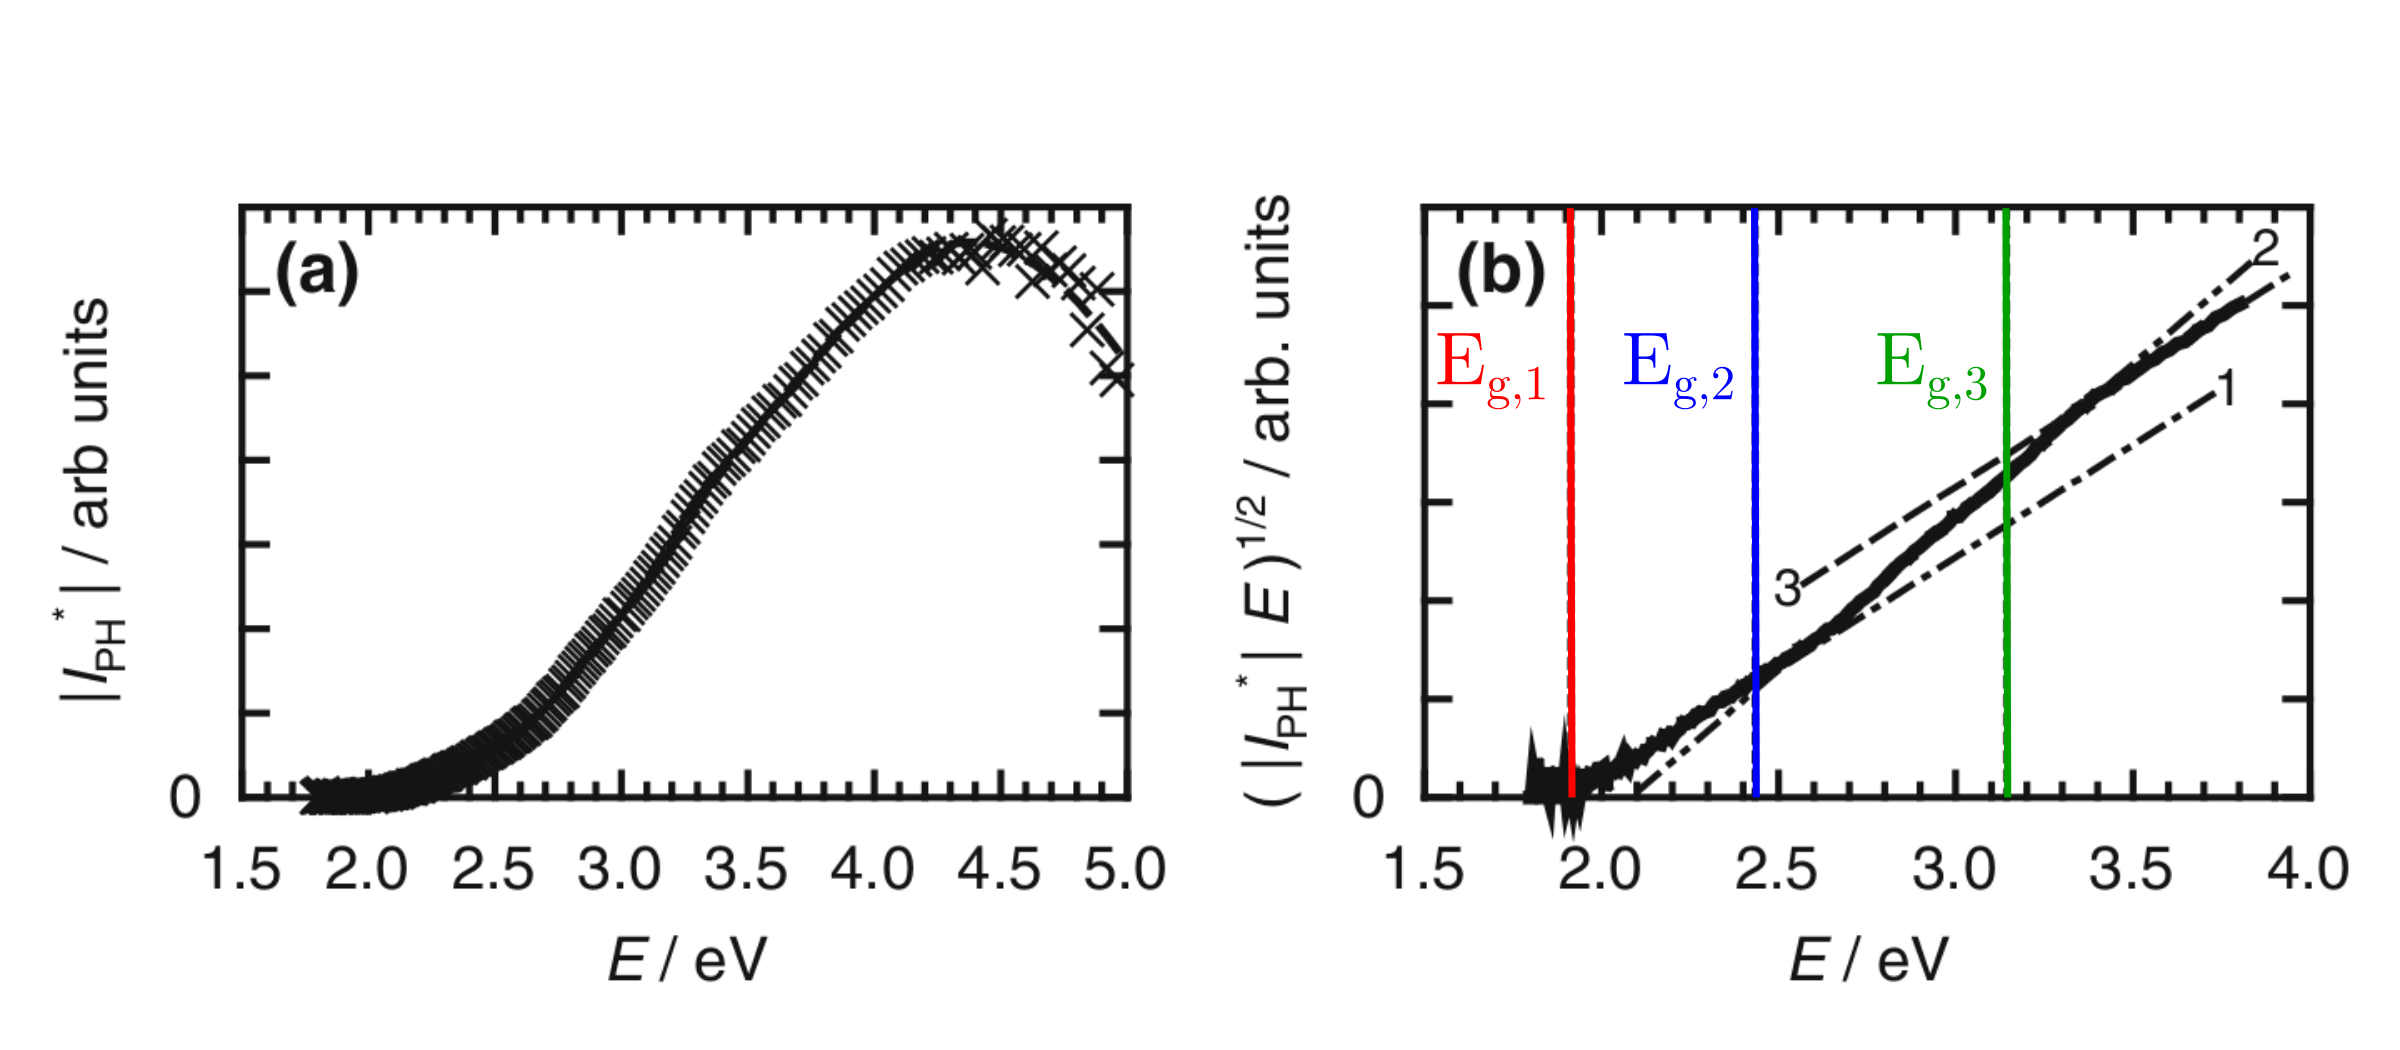 (a)
|I*PH| / arb units
0
1.5 2.0 2.5 3.0 3.5 4.0 4.5 5.0
E / eV
(b)
(|I*PH| E)1/2 / arb. units
Eg,1
Eg,2
Eg,3
2
1
3
0
1.5 2.0 2.5 3.0 3.5 4.0
E / eV